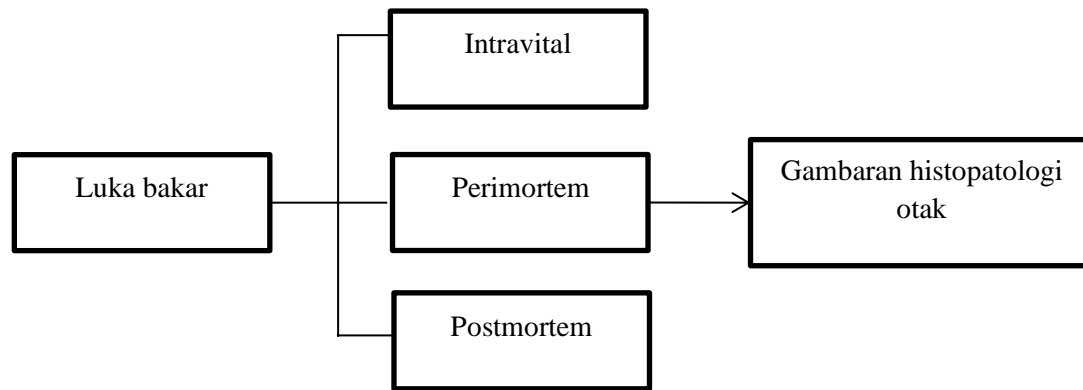 Intravital
Luka bakar
Perimortem
Gambaran histopatologi
otak
Postmortem